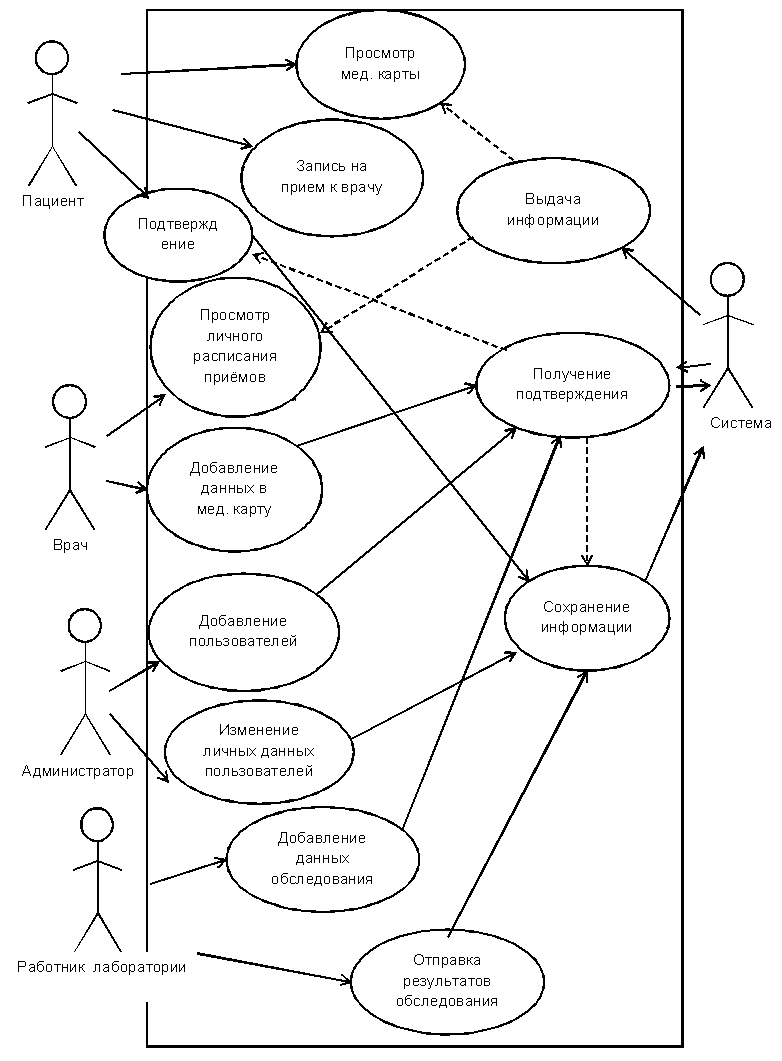 Просмотр
мед. карты
Запись на
прием к врачу
Пациент
Выдача
информации
Подтвержд
ение
Просмотр
личного
расписания
приёмов
Получение
подтверждения
Система
Добавление
данных в
мед. карту
Врач
Добавление
пользователей
Сохранение
информации
Администратор
Изменение
личных данных
пользователей
Добавление
данных
обследования
Работник лаборатории
Отправка
результатов
обследования